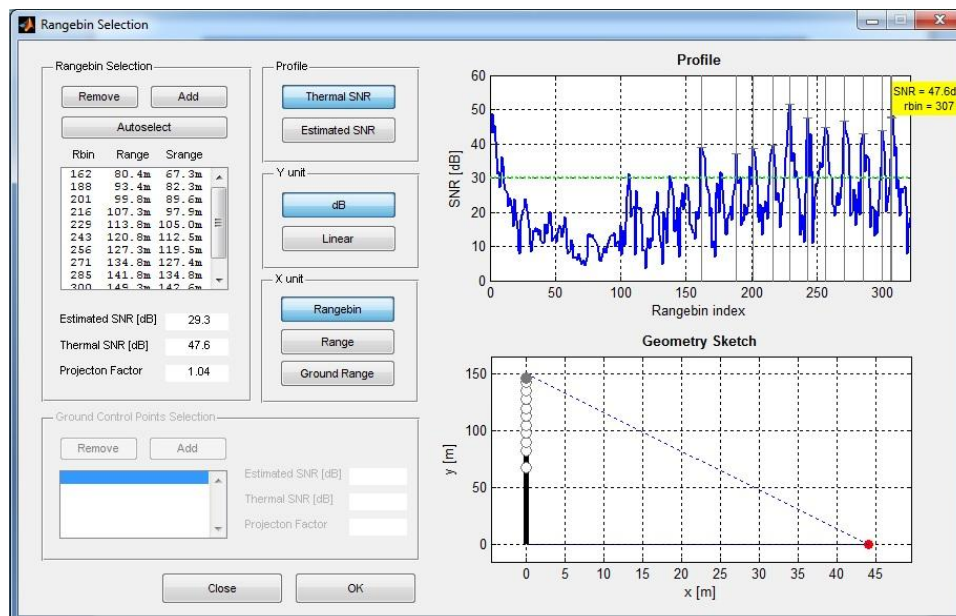 Rangebin Selection
Rangebin Selection
Remove Add
Autoselect
Rbin Range Srange
162 80.4m 67.3m
188 93.4m 82.3m
201 99.8m 89.6m
216 107.3m 97.9m
229 113.8m 105.0m
243 120.8m 112.5m
256 127.3m 119.5m
271 134.8m 127.4m
285 141.8m 134.8m
300 149.3m 142.6m
Estimated SNR [dB] 29.3
Thermal SNR [dB] 47.6
Projecton Factor 1.04
Profile
Thermal SNR
Estimated SNR
Y unit
dB
Linear
X unit
Rangebin
Range
Ground Range
Ground Control Points Selection
Remove Add
Estimated SNR [dB]
Thermal SNR [dB]
Projecton Factor
Close OK
Profile
SNR = 47.6d
rbin = 307
SNR [dB]
60
50
40
30
20
10
0
0 50 100 150 200 250 300
Rangebin index
Geometry Sketch
y [m]
150
100
50
0
0 5 10 15 20 25 30 35 40 45
x [m]